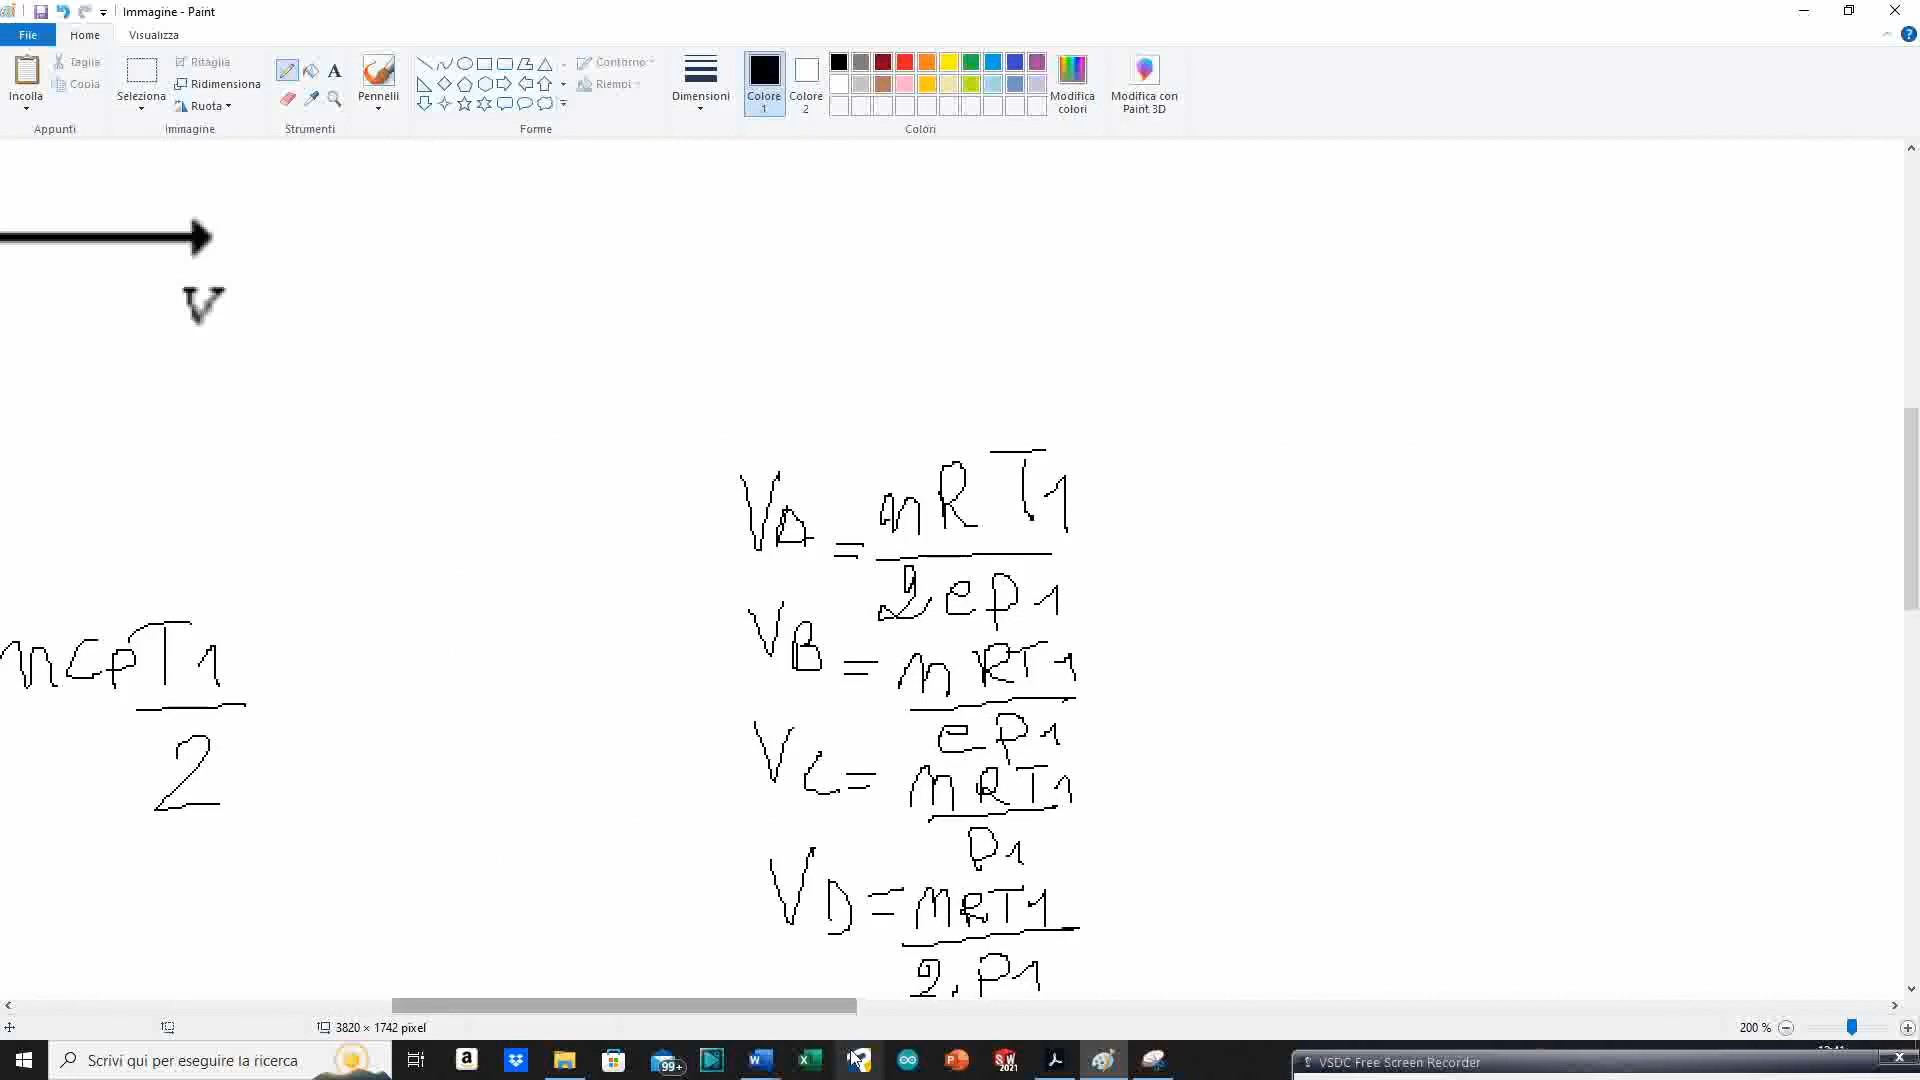 Immagine - Paint
File Home Visualizza
Incolla Taglia Copia
Seleziona Ritaglia Ridimensiona Ruota
A
Pennelli
Contorno
Riempi
Dimensioni
Colore 1
Colore 2
Modifica colori
Modifica con Paint 3D
Appunti Immagine Strumenti Forme Colori
V
VA = nRT1
2eP1
VB = nRT1
eP1
nCpT1
2
VC = nRT1
P1
VD = nRT1
2.P1
3820 × 1742 pixel
200 %
Scrivi qui per eseguire la ricerca
99+
2021
VSDC Free Screen Recorder